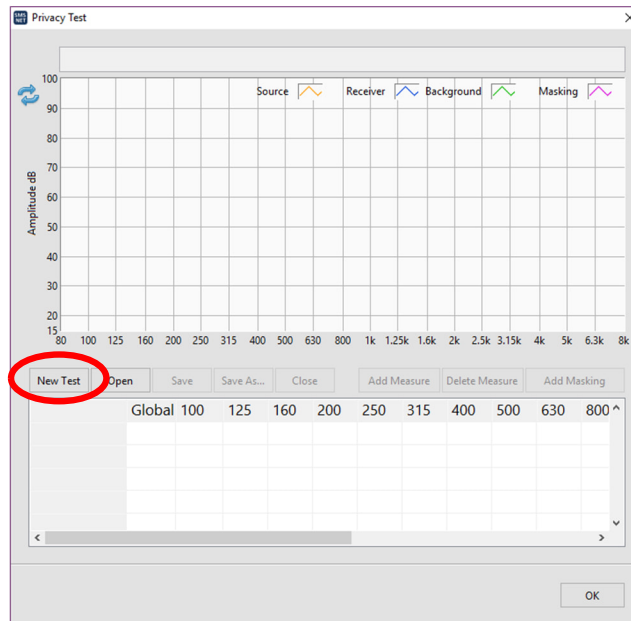 SMS NET Privacy Test
Source Receiver Background Masking
Amplitude dB
100
90
80
70
60
50
40
30
20
15
80 100 125 160 200 250 315 400 500 630 800 1k 1.25k 1.6k 2k 2.5k 3.15k 4k 5k 6.3k 8k
New Test Open Save Save As... Close Add Measure Delete Measure Add Masking
Global 100 125 160 200 250 315 400 500 630 800
OK